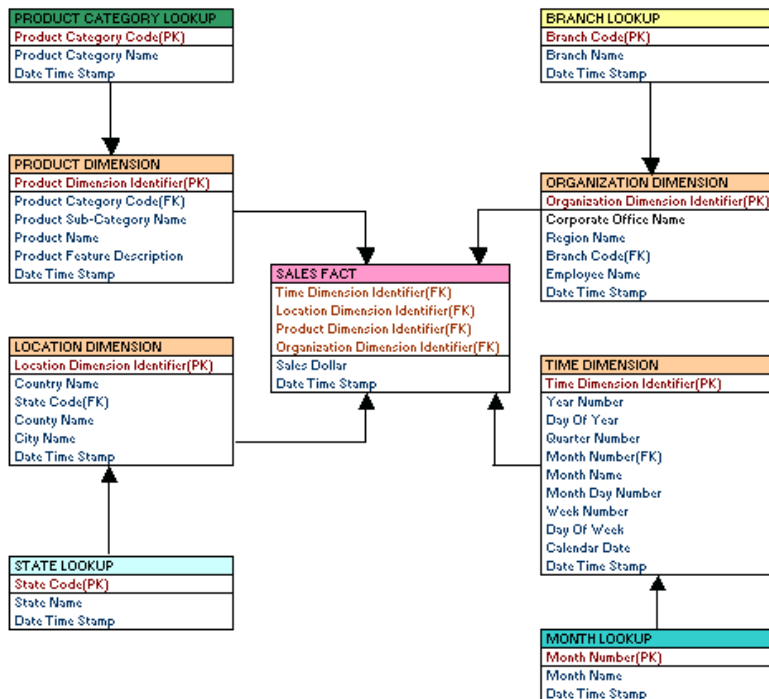 PRODUCT CATEGORY LOOKUP
Product Category Code(PK)
Product Category Name
Date Time Stamp
BRANCH LOOKUP
Branch Code(PK)
Branch Name
Date Time Stamp
PRODUCT DIMENSION
Product Dimension Identifier(PK)
Product Category Code(FK)
Product Sub-Category Name
Product Name
Product Feature Description
Date Time Stamp
ORGANIZATION DIMENSION
Organization Dimension Identifier(PK)
Corporate Office Name
Region Name
Branch Code(FK)
Employee Name
Date Time Stamp
SALES FACT
Time Dimension Identifier(FK)
Location Dimension Identifier(FK)
Product Dimension Identifier(FK)
Organization Dimension Identifier(FK)
Sales Dollar
Date Time Stamp
LOCATION DIMENSION
Location Dimension Identifier(PK)
Country Name
State Code(FK)
County Name
City Name
Date Time Stamp
TIME DIMENSION
Time Dimension Identifier(PK)
Year Number
Day Of Year
Quarter Number
Month Number(FK)
Month Name
Month Day Number
Week Number
Day Of Week
Calendar Date
Date Time Stamp
STATE LOOKUP
State Code(PK)
State Name
Date Time Stamp
MONTH LOOKUP
Month Number(PK)
Month Name
Date Time Stamp